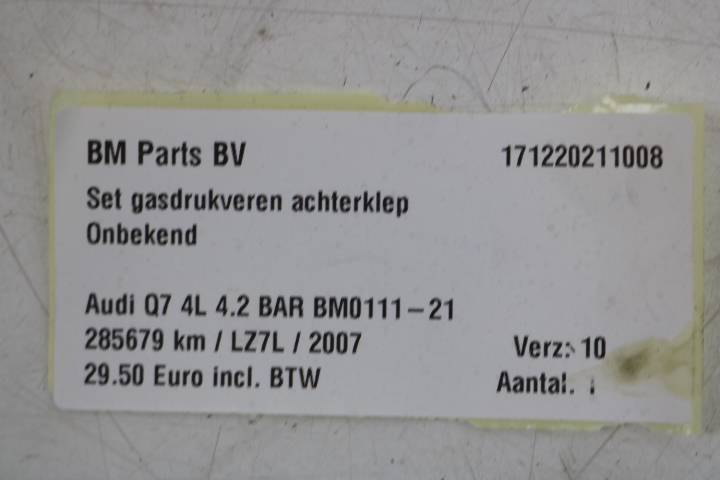 BM Parts BV 171220211008
Set gasdrukveren achterklep
Onbekend
Audi Q7 4L 4.2 BAR BM0111-21
285679 km / LZ7L / 2007 Verz: 10
29.50 Euro incl. BTW Aantal.